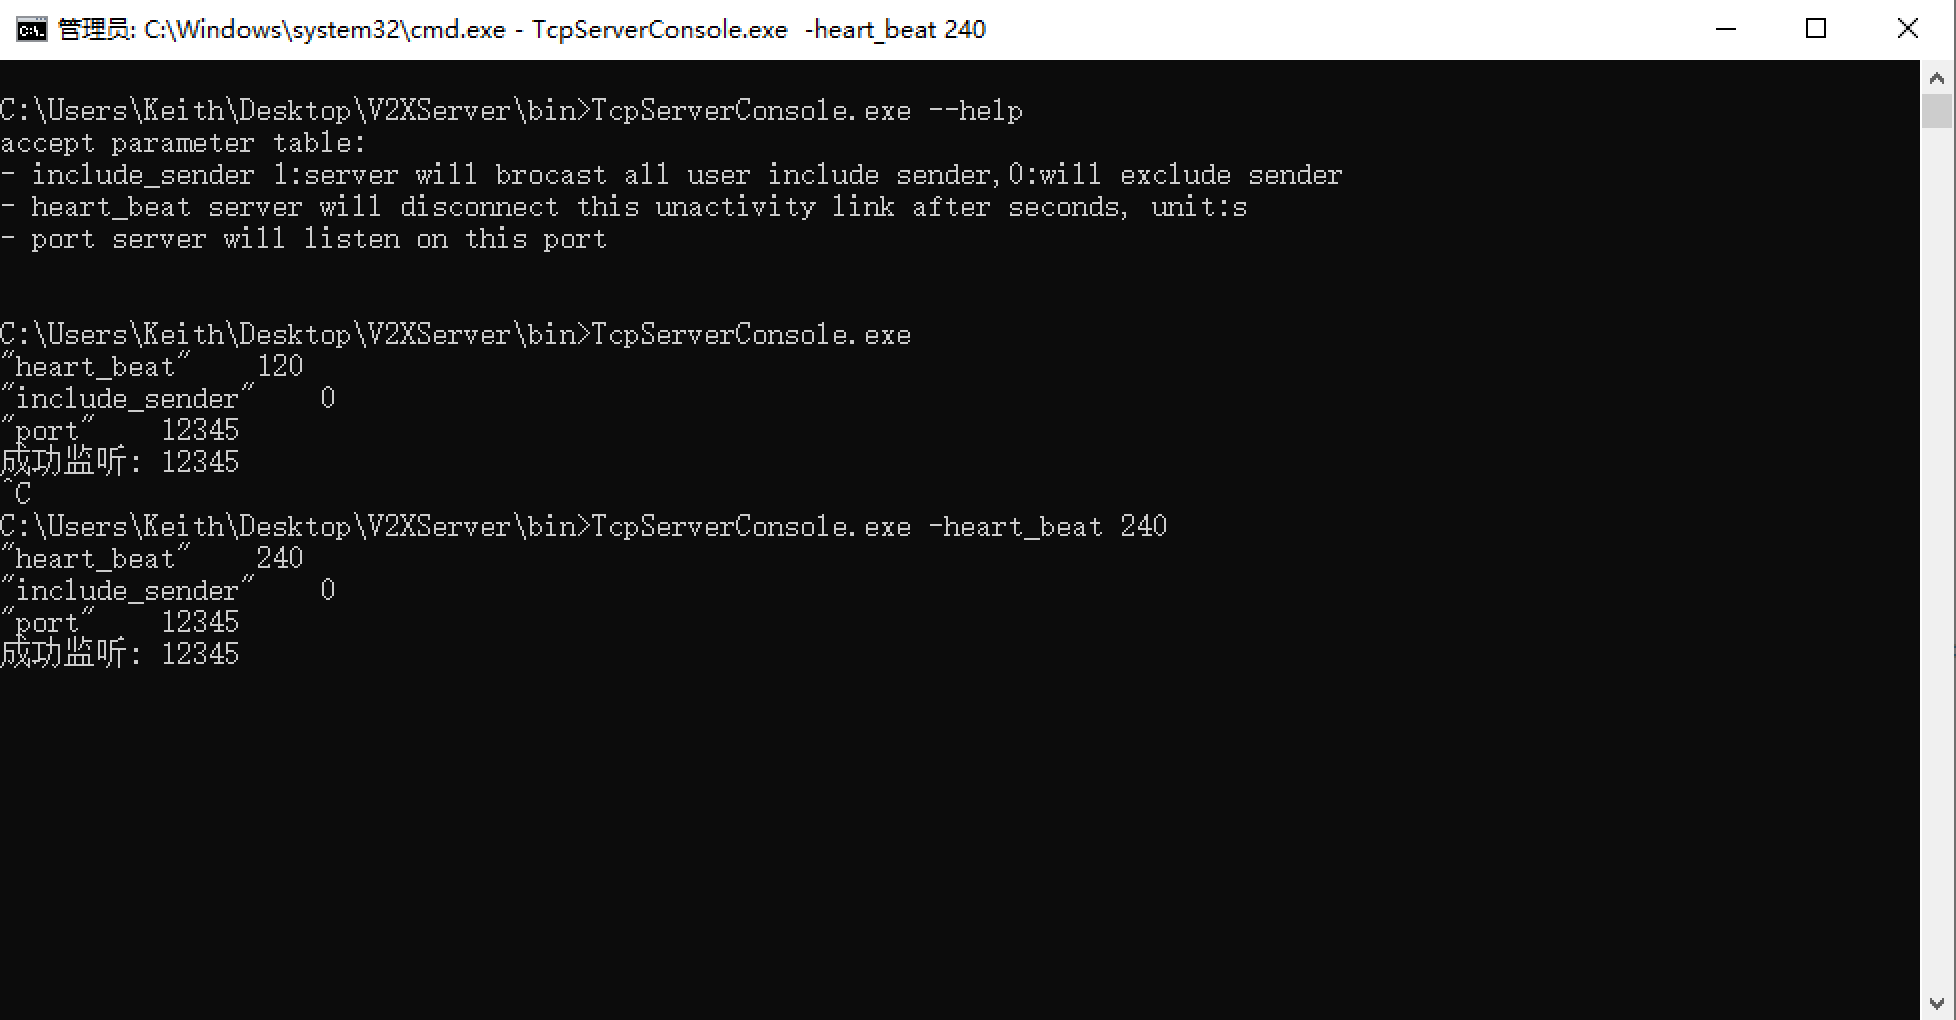 管理员: C:\Windows\system32\cmd.exe - TcpServerConsole.exe  -heart_beat 240
C:\Users\Keith\Desktop\V2XServer\bin>TcpServerConsole.exe --help
accept parameter table:
- include_sender 1:server will brocast all user include sender,0:will exclude sender
- heart_beat server will disconnect this unactivity link after seconds, unit:s
- port server will listen on this port
C:\Users\Keith\Desktop\V2XServer\bin>TcpServerConsole.exe
"heart_beat"    120
"include_sender"    0
"port"    12345
成功监听: 12345
^C
C:\Users\Keith\Desktop\V2XServer\bin>TcpServerConsole.exe -heart_beat 240
"heart_beat"    240
"include_sender"    0
"port"    12345
成功监听: 12345